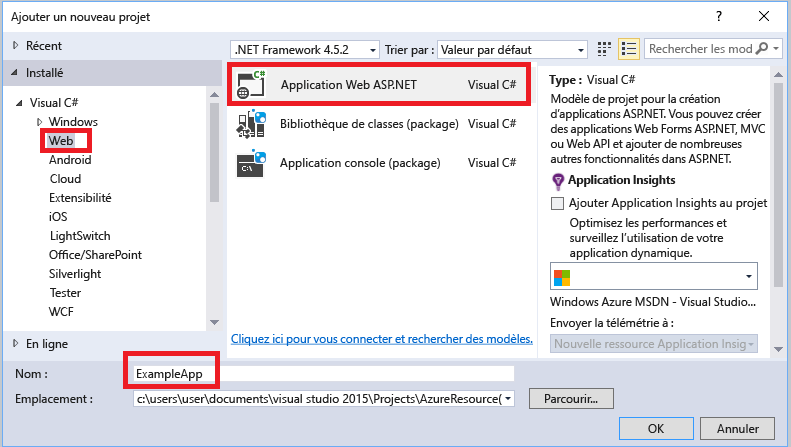 Ajouter un nouveau projet
? 
Récent
Installé
Visual C#
Windows
Web
Android
Cloud
Extensibilité
iOS
LightSwitch
Office/SharePoint
Silverlight
Tester
WCF
En ligne
.NET Framework 4.5.2
Trier par : Valeur par défaut
Rechercher les mod
C#
Application Web ASP.NET Visual C#
Bibliothèque de classes (package) Visual C#
C:\
Application console (package) Visual C#
Cliquez ici pour vous connecter et rechercher des modèles.
Type : Visual C#
Modèle de projet pour la création
d'applications ASP.NET. Vous pouvez créer
des applications Web Forms ASP.NET, MVC
ou Web API et ajouter de nombreuses
autres fonctionnalités dans ASP.NET.
Application Insights
Ajouter Application Insights au projet
Optimisez les performances et
surveillez l'utilisation de votre
application dynamique.
Windows Azure MSDN - Visual Studio...
Envoyer la télémétrie à :
Nouvelle ressource Application Insig
Nom : ExampleApp
Emplacement : c:\users\user\documents\visual studio 2015\Projects\AzureResource(
Parcourir...
OK
Annuler